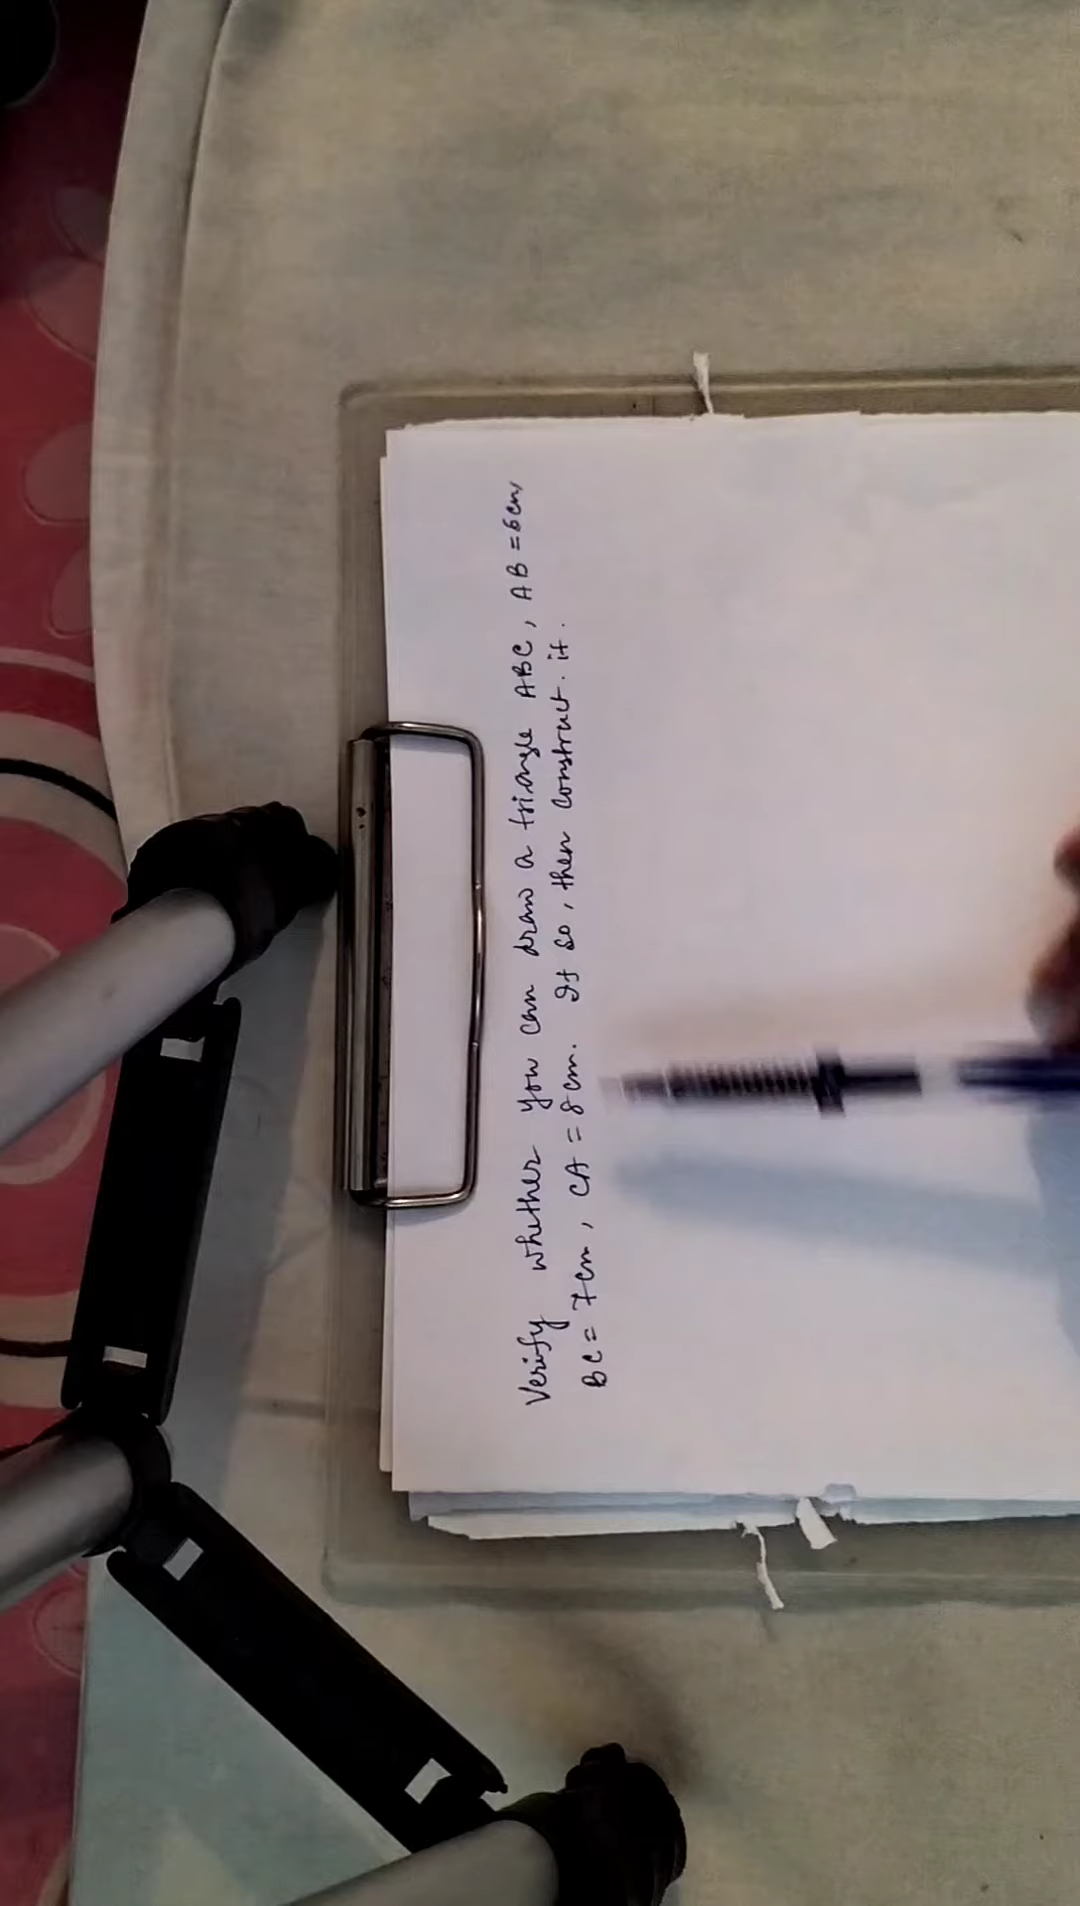 Verify whether you can draw a triangle ABC, AB = 6cm,
BC = 7cm, CA = 8cm. If so, then construct. it.